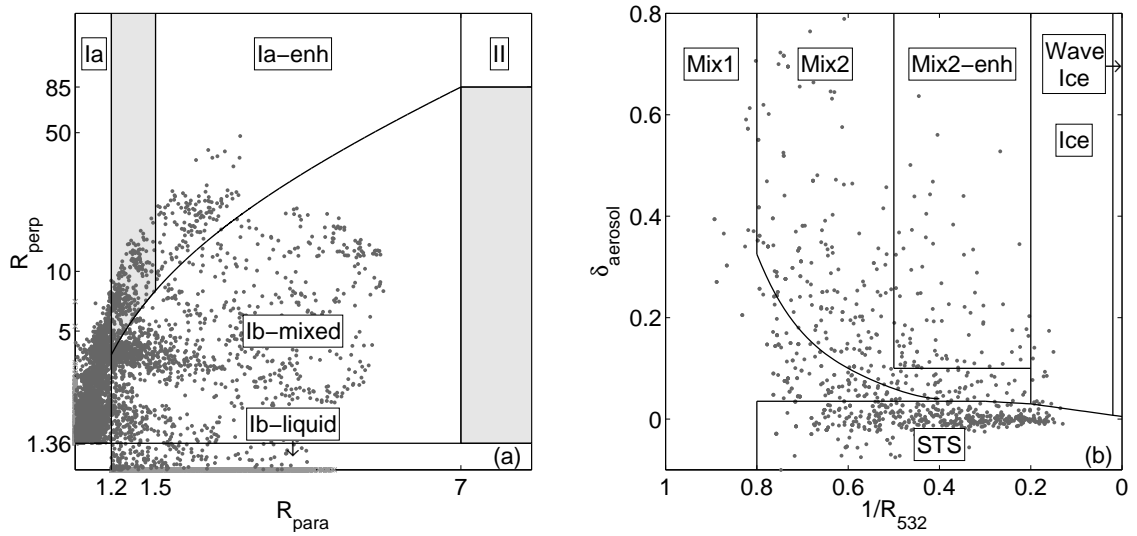 Ia
Ia−enh
II
85
50
10
5
1.36
R_perp
Ib−mixed
Ib−liquid
(a)
1.2
1.5
7
R_para
0.8
0.6
0.4
0.2
0
δ_aerosol
Mix1
Mix2
Mix2−enh
Wave
Ice
Ice
STS
(b)
1
0.8
0.6
0.4
0.2
0
1/R_532